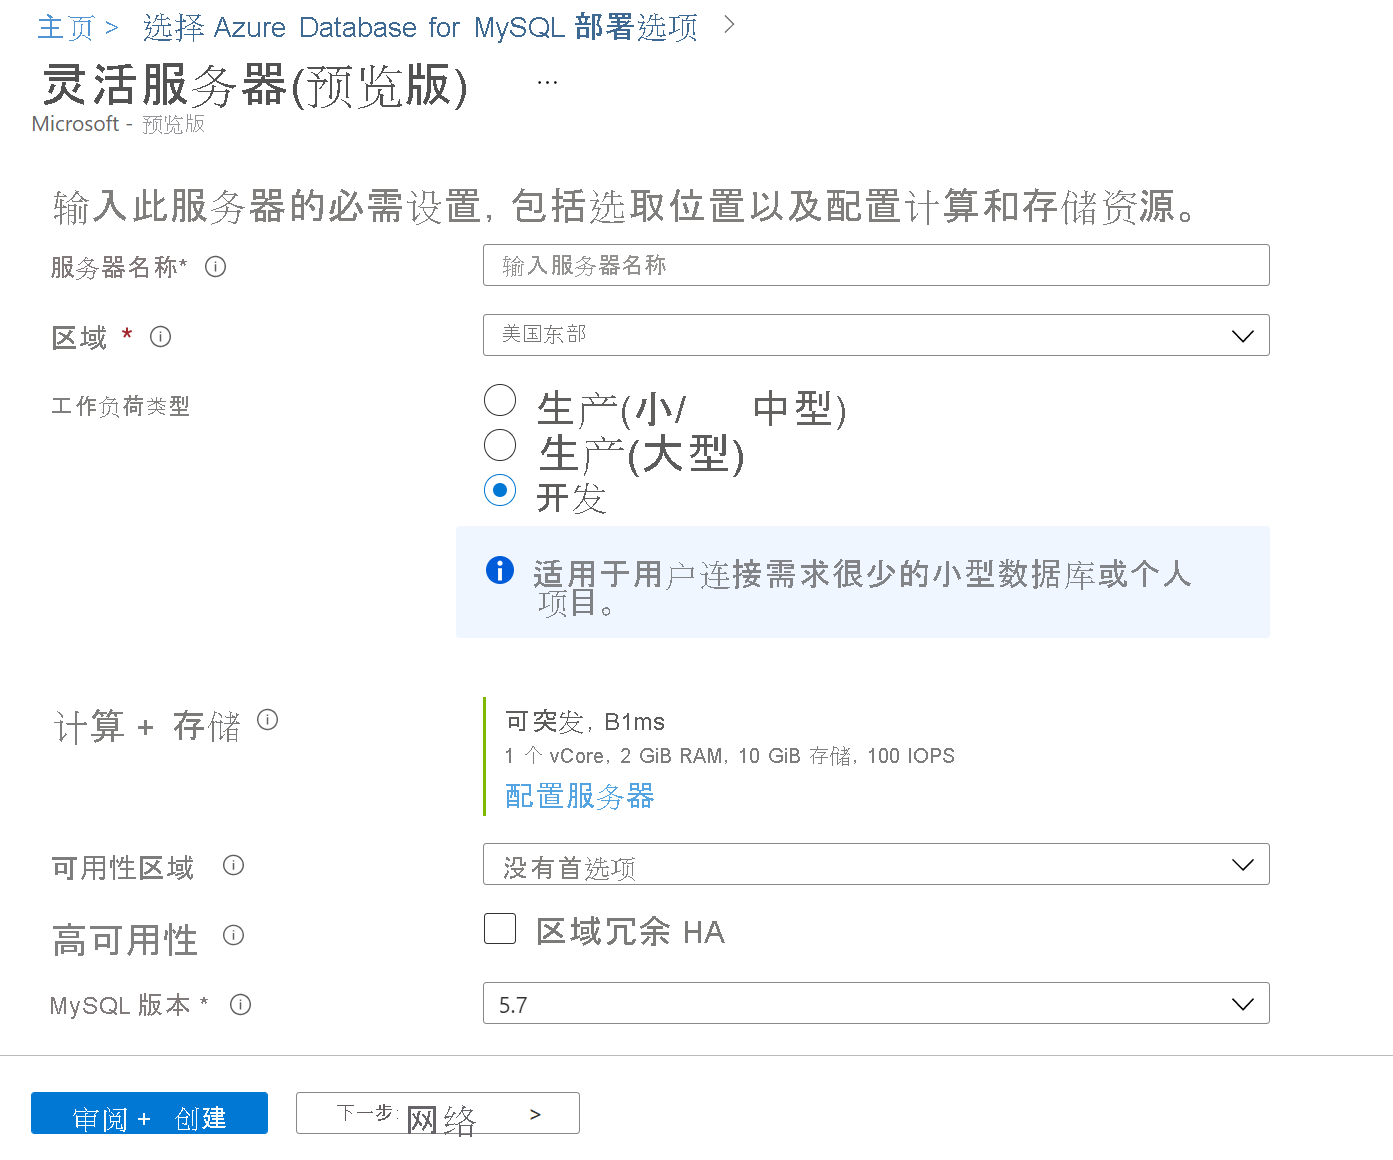 主页 > 选择 Azure Database for MySQL 部署选项 >
灵活服务器(预览版) ...
Microsoft - 预览版
输入此服务器的必需设置, 包括选取位置以及配置计算和存储资源。
服务器名称* 输入服务器名称
区域 * 美国东部
工作负荷类型 生产(小/ 中型)
生产(大型)
开发
适用于用户连接需求很少的小型数据库或个人
项目。
计算 + 存储 可突发, B1ms
1 个 vCore, 2 GiB RAM, 10 GiB 存储, 100 IOPS
配置服务器
可用性区域 没有首选项
高可用性 区域冗余 HA
MySQL 版本 * 5.7
审阅 + 创建 下一步: 网络 >